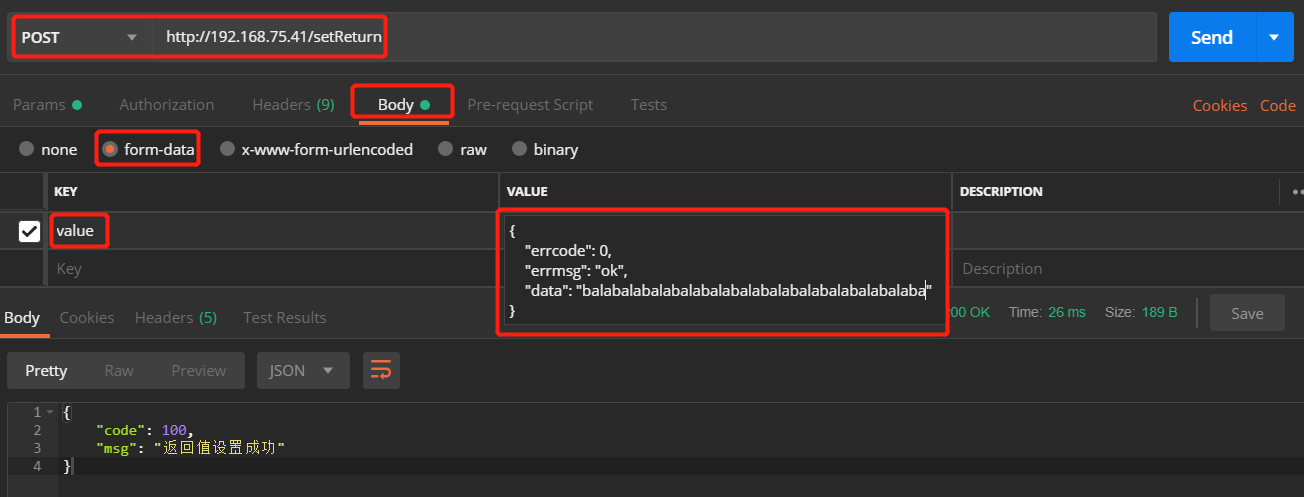 POST http://192.168.75.41/setReturn Send
Params Authorization Headers (9) Body Pre-request Script Tests Cookies Code
none form-data x-www-form-urlencoded raw binary
KEY VALUE DESCRIPTION
value
{
"errcode": 0,
"errmsg": "ok",
"data": "balabalabalabalabalabalabalabalabalabalabalabalaba"
}
Key Description
Body Cookies Headers (5) Test Results 200 OK Time: 26 ms Size: 189 B Save
Pretty Raw Preview JSON
1 {
2 "code": 100,
3 "msg": "返回值设置成功"
4 }